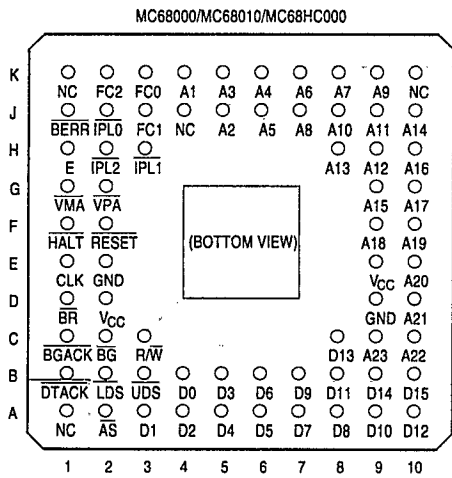 MC68000/MC68010/MC68HC000
K
NC FC2 FC0 A1 A3 A4 A6 A7 A9 NC
J
BERR IPL0 FC1 NC A2 A5 A8 A10 A11 A14
H
E IPL2 IPL1 A13 A12 A16
G
VMA VPA A15 A17
F
HALT RESET (BOTTOM VIEW) A18 A19
E
CLK GND VCC A20
D
BR VCC GND A21
C
BGACK BG R/W D13 A23 A22
B
DTACK LDS UDS D0 D3 D6 D9 D11 D14 D15
A
NC AS D1 D2 D4 D5 D7 D8 D10 D12
1 2 3 4 5 6 7 8 9 10